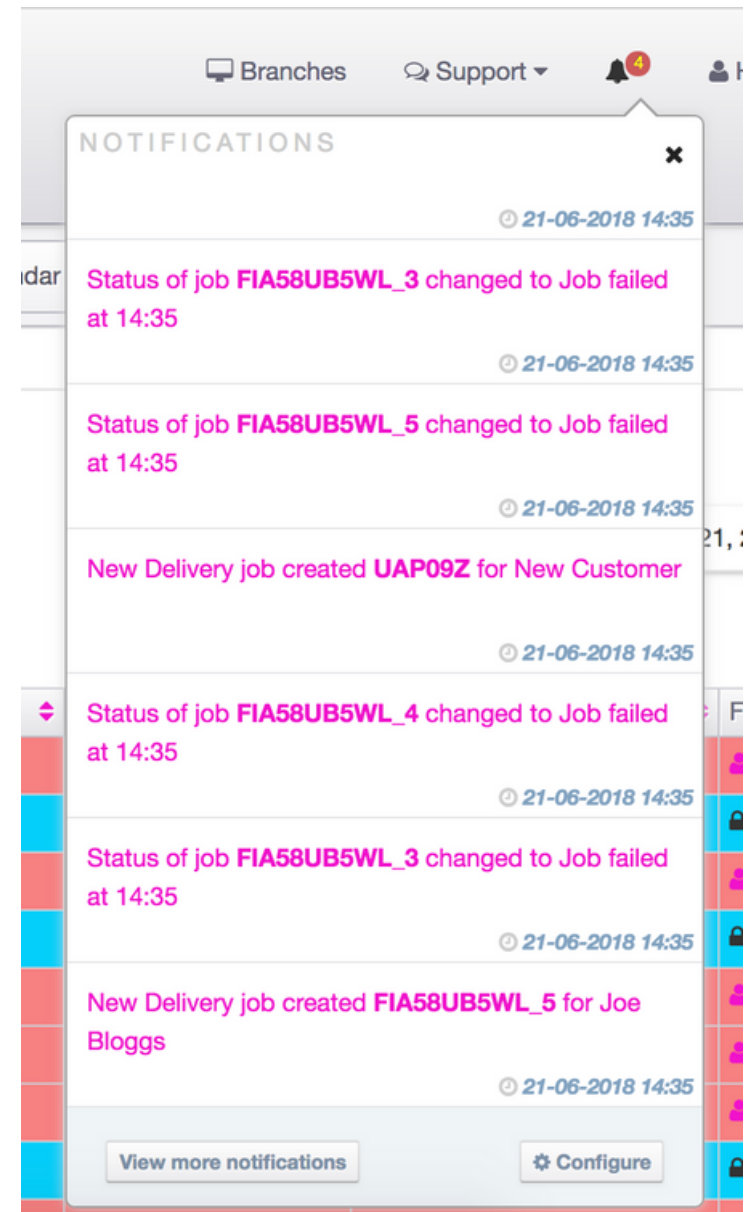 Branches Support 4 H
NOTIFICATIONS
21-06-2018 14:35
dar
Status of job FIA58UB5WL_3 changed to Job failed
at 14:35
21-06-2018 14:35
Status of job FIA58UB5WL_5 changed to Job failed
at 14:35
21-06-2018 14:35
21, 2
New Delivery job created UAP09Z for New Customer
21-06-2018 14:35
Status of job FIA58UB5WL_4 changed to Job failed
at 14:35
F
21-06-2018 14:35
Status of job FIA58UB5WL_3 changed to Job failed
at 14:35
21-06-2018 14:35
New Delivery job created FIA58UB5WL_5 for Joe
Bloggs
21-06-2018 14:35
View more notifications Configure